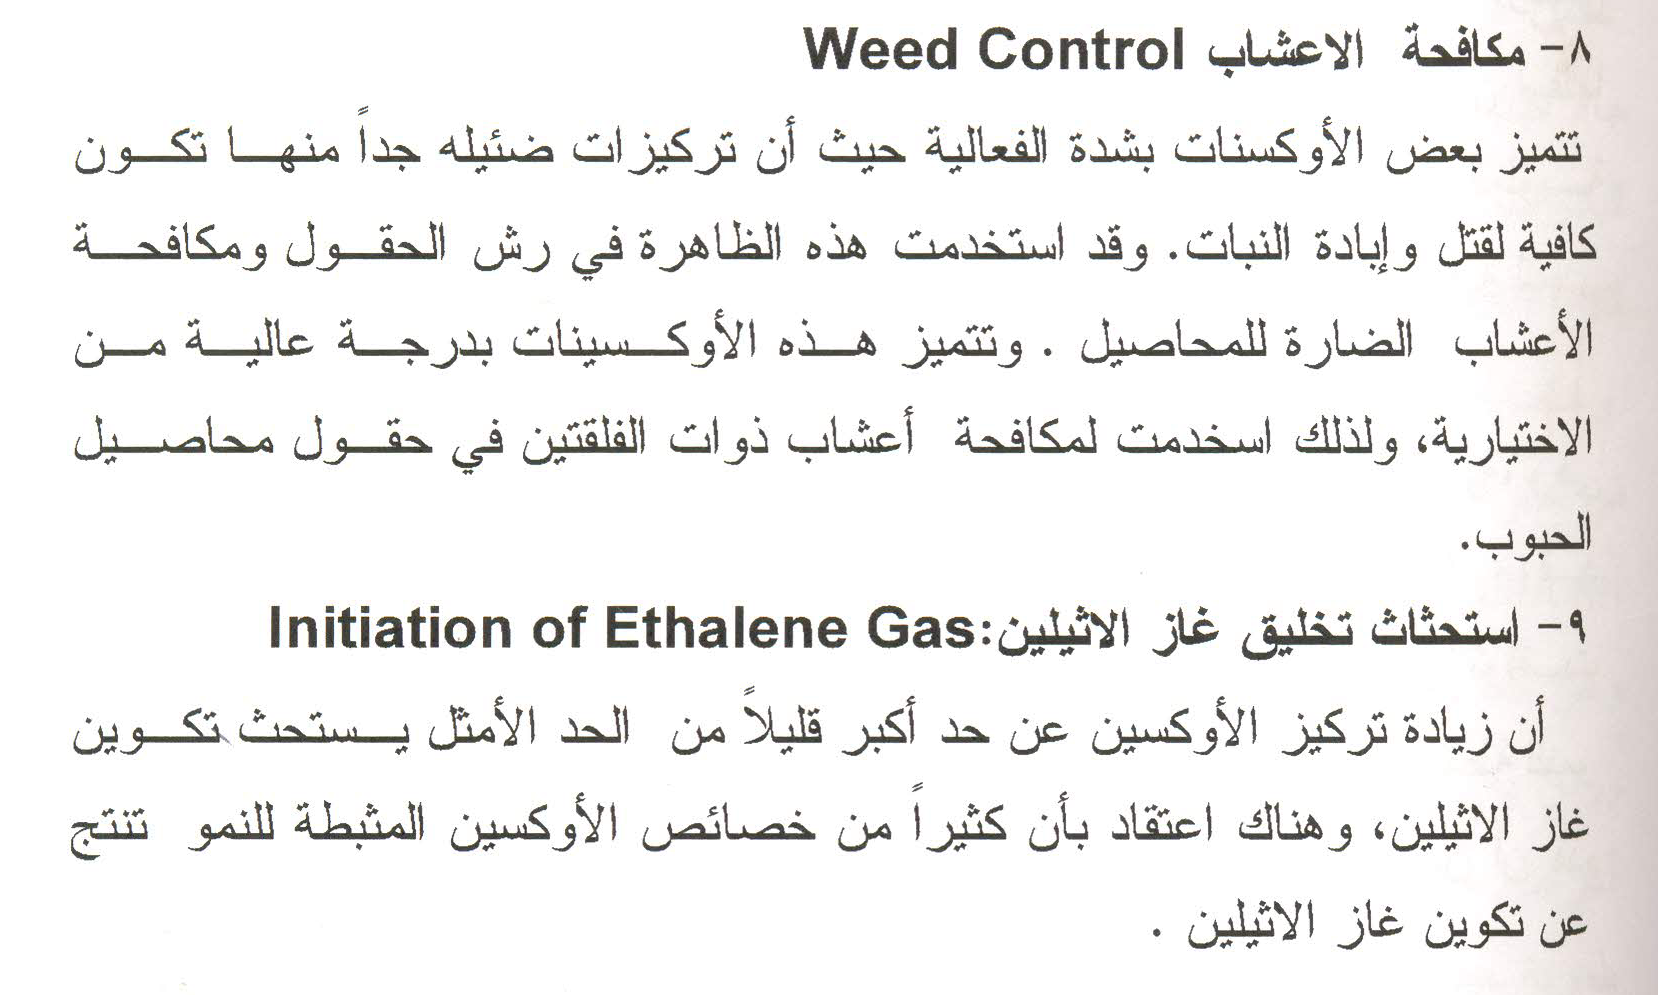 ٨- مكافحة الاعشاب Weed Control
تتميز بعض الأوكسنات بشدة الفعالية حيث أن تركيزات ضئيله جداً منها تكون
كافية لقتل وإبادة النبات. وقد استخدمت هذه الظاهرة في رش الحقول ومكافحة
الأعشاب الضارة للمحاصيل . وتتميز هذه الأوكسينات بدرجة عالية من
الاختيارية، ولذلك اسخدمت لمكافحة أعشاب ذوات الفلقتين في حقول محاصيل
الحبوب.
٩- استحثاث تخليق غاز الاثيلين:Initiation of Ethalene Gas
أن زيادة تركيز الأوكسين عن حد أكبر قليلاً من الحد الأمثل يستحث تكوين
غاز الاثيلين، وهناك اعتقاد بأن كثيراً من خصائص الأوكسين المثبطة للنمو تنتج
عن تكوين غاز الاثيلين .